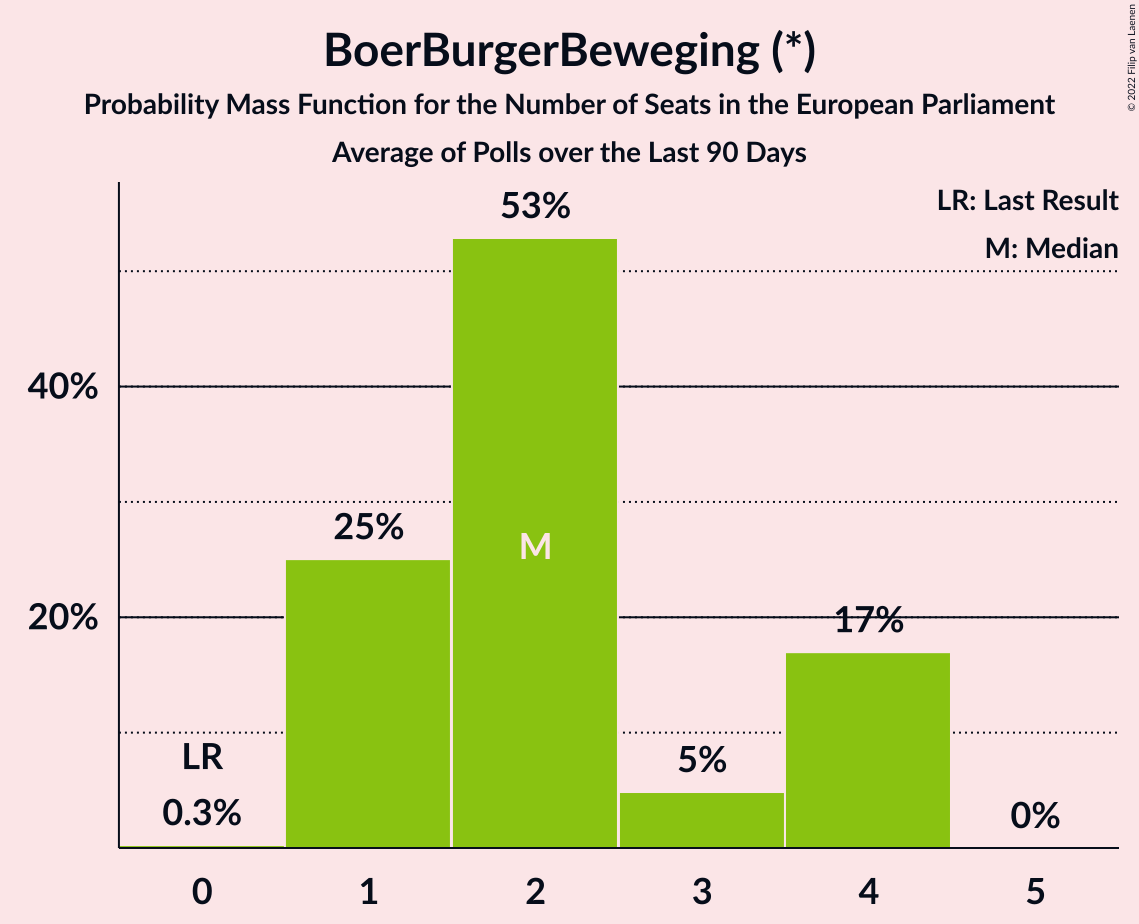 BoerBurgerBeweging (*)
Probability Mass Function for the Number of Seats in the European Parliament
Average of Polls over the Last 90 Days
© 2022 Filip van Laenen
LR: Last Result
M: Median
53%
40%
25%
M
20%
17%
LR
5%
0.3%
0%
0 1 2 3 4 5